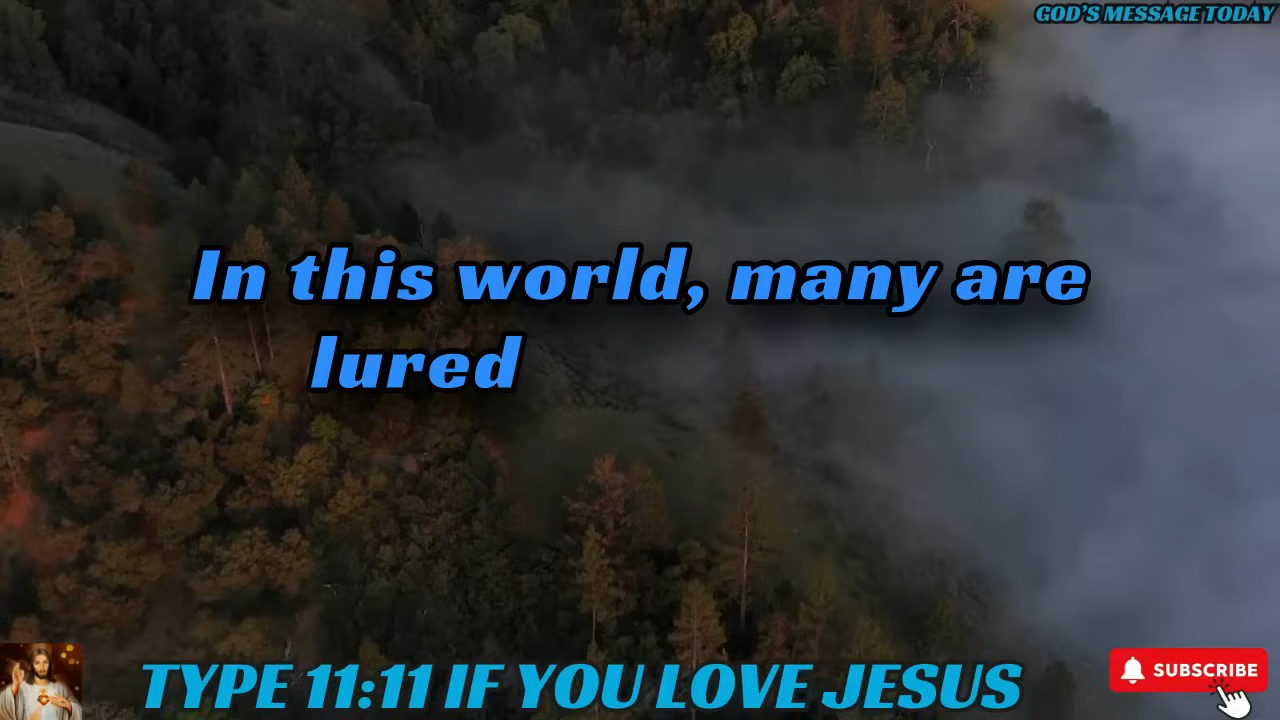 GOD'S MESSAGE TODAY
In this world, many are
lured
TYPE 11:11 IF YOU LOVE JESUS
SUBSCRIBE